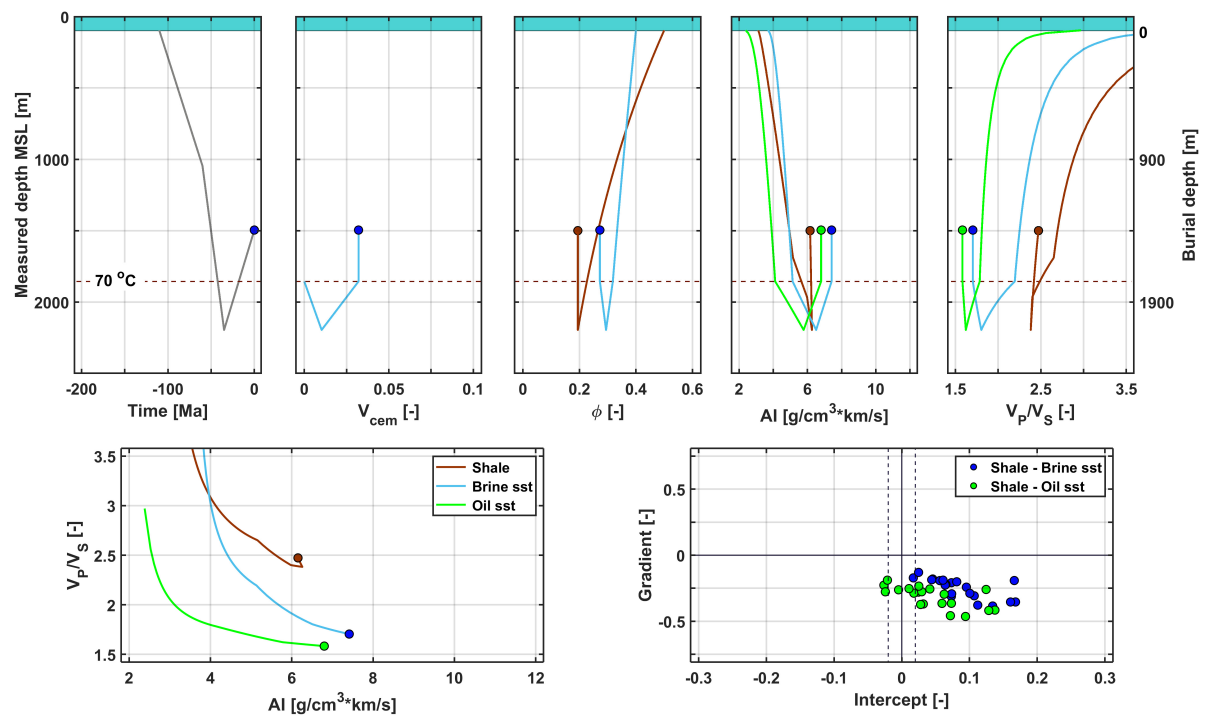 0
1000
2000
Measured depth MSL [m]
70 °C
-200
-100
0
Time [Ma]
0
0.05
0.1
V_cem [-]
0
0.2
0.4
0.6
ϕ [-]
2
6
10
AI [g/cm³*km/s]
1.5
2.5
3.5
V_P/V_S [-]
0
900
1900
Burial depth [m]
3.5
3
2.5
2
1.5
V_P/V_S [-]
2
4
6
8
10
12
AI [g/cm³*km/s]
Shale
Brine sst
Oil sst
0.5
0
-0.5
Gradient [-]
-0.3
-0.2
-0.1
0
0.1
0.2
0.3
Intercept [-]
Shale - Brine sst
Shale - Oil sst